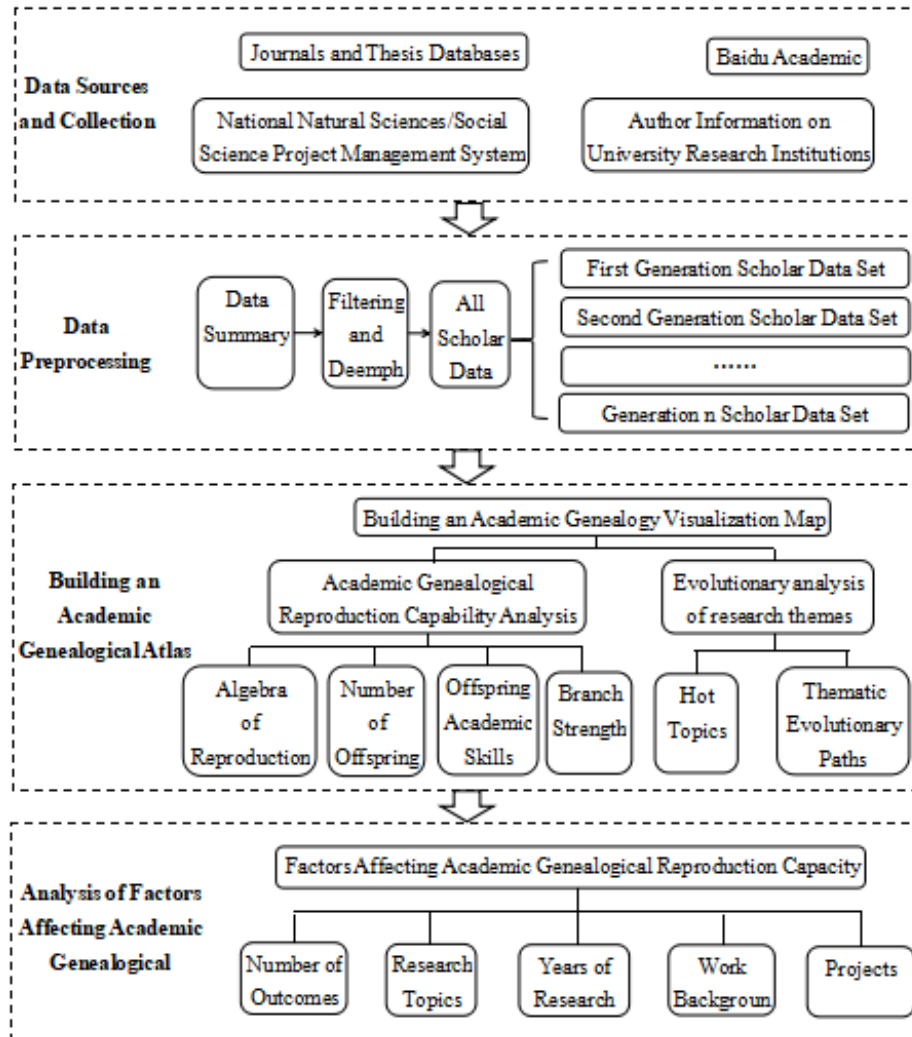 Data Sources
and Collection
Journals and Thesis Databases
Baidu Academic
National Natural Sciences/Social
Science Project Management System
Author Information on
University Research Institutions
Data
Preprocessing
Data
Summary
Filtering
and
Deemph
All
Scholar
Data
First Generation Scholar Data Set
Second Generation Scholar Data Set
......
Generation n Scholar Data Set
Building an
Academic
Genealogical Atlas
Building an Academic Genealogy Visualization Map
Academic Genealogical
Reproduction Capability Analysis
Evolutionary analysis
of research themes
Algebra
of
Reproduction
Number
of
Offspring
Offspring
Academic
Skills
Branch
Strength
Hot
Topics
Thematic
Evolutionary
Paths
Analysis of Factors
Affecting Academic
Genealogical
Factors Affecting Academic Genealogical Reproduction Capacity
Number of
Outcomes
Research
Topics
Years of
Research
Work
Backgroun
Projects